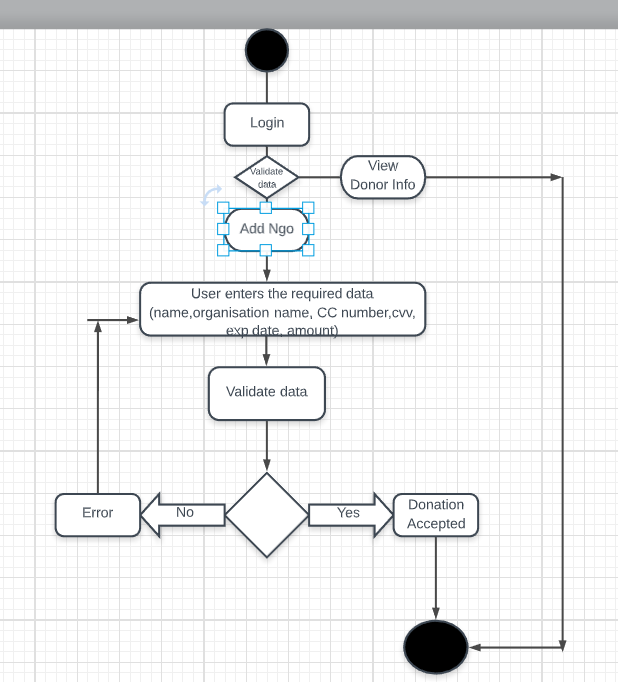 Login
Validate
data
View
Donor Info
Add Ngo
User enters the required data
(name,organisation name, CC number,cvv,
exp date, amount)
Validate data
Error
No
Yes
Donation
Accepted